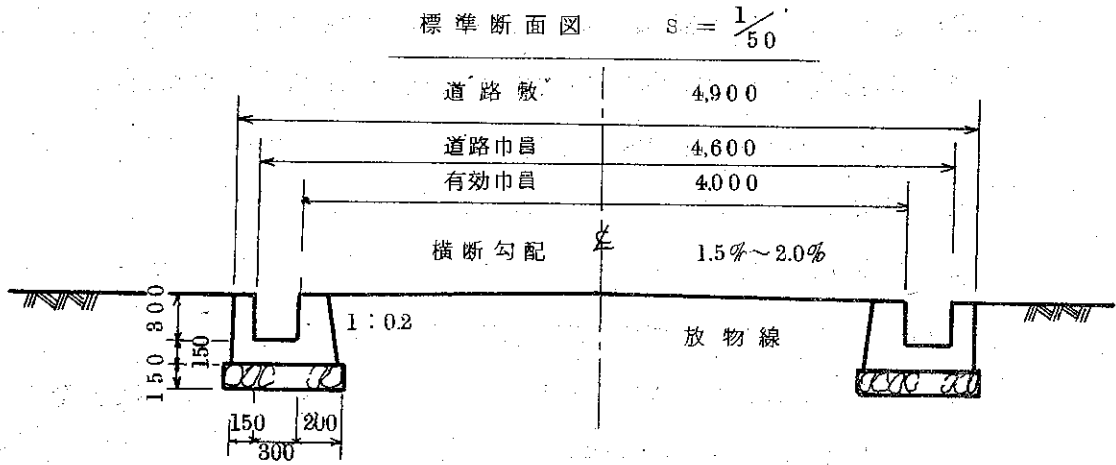 標準断面図 S = 1/50
道路敷 4,900
道路巾員 4,600
有効巾員 4.000
横断勾配 ℄ 1.5%~2.0%
300
1:0.2
放物線
150
150
150 200
300